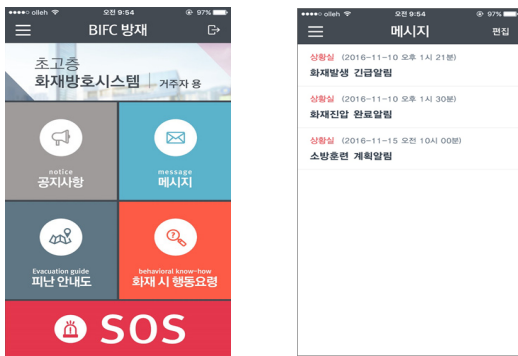 ●●●●○ olleh 오전 9:54 97%
BIFC 방재
초고층
화재방호시스템 | 거주자 용
notice
공지사항
message
메시지
Evacuation guide
피난 안내도
behavioral know-how
화재 시 행동요령
SOS
●●●●○ olleh 오전 9:54 97%
메시지
편집
상황실 (2016-11-10 오후 1시 21분)
화재발생 긴급알림
상황실 (2016-11-10 오후 1시 30분)
화재진압 완료알림
상황실 (2016-11-15 오전 10시 00분)
소방훈련 계획알림